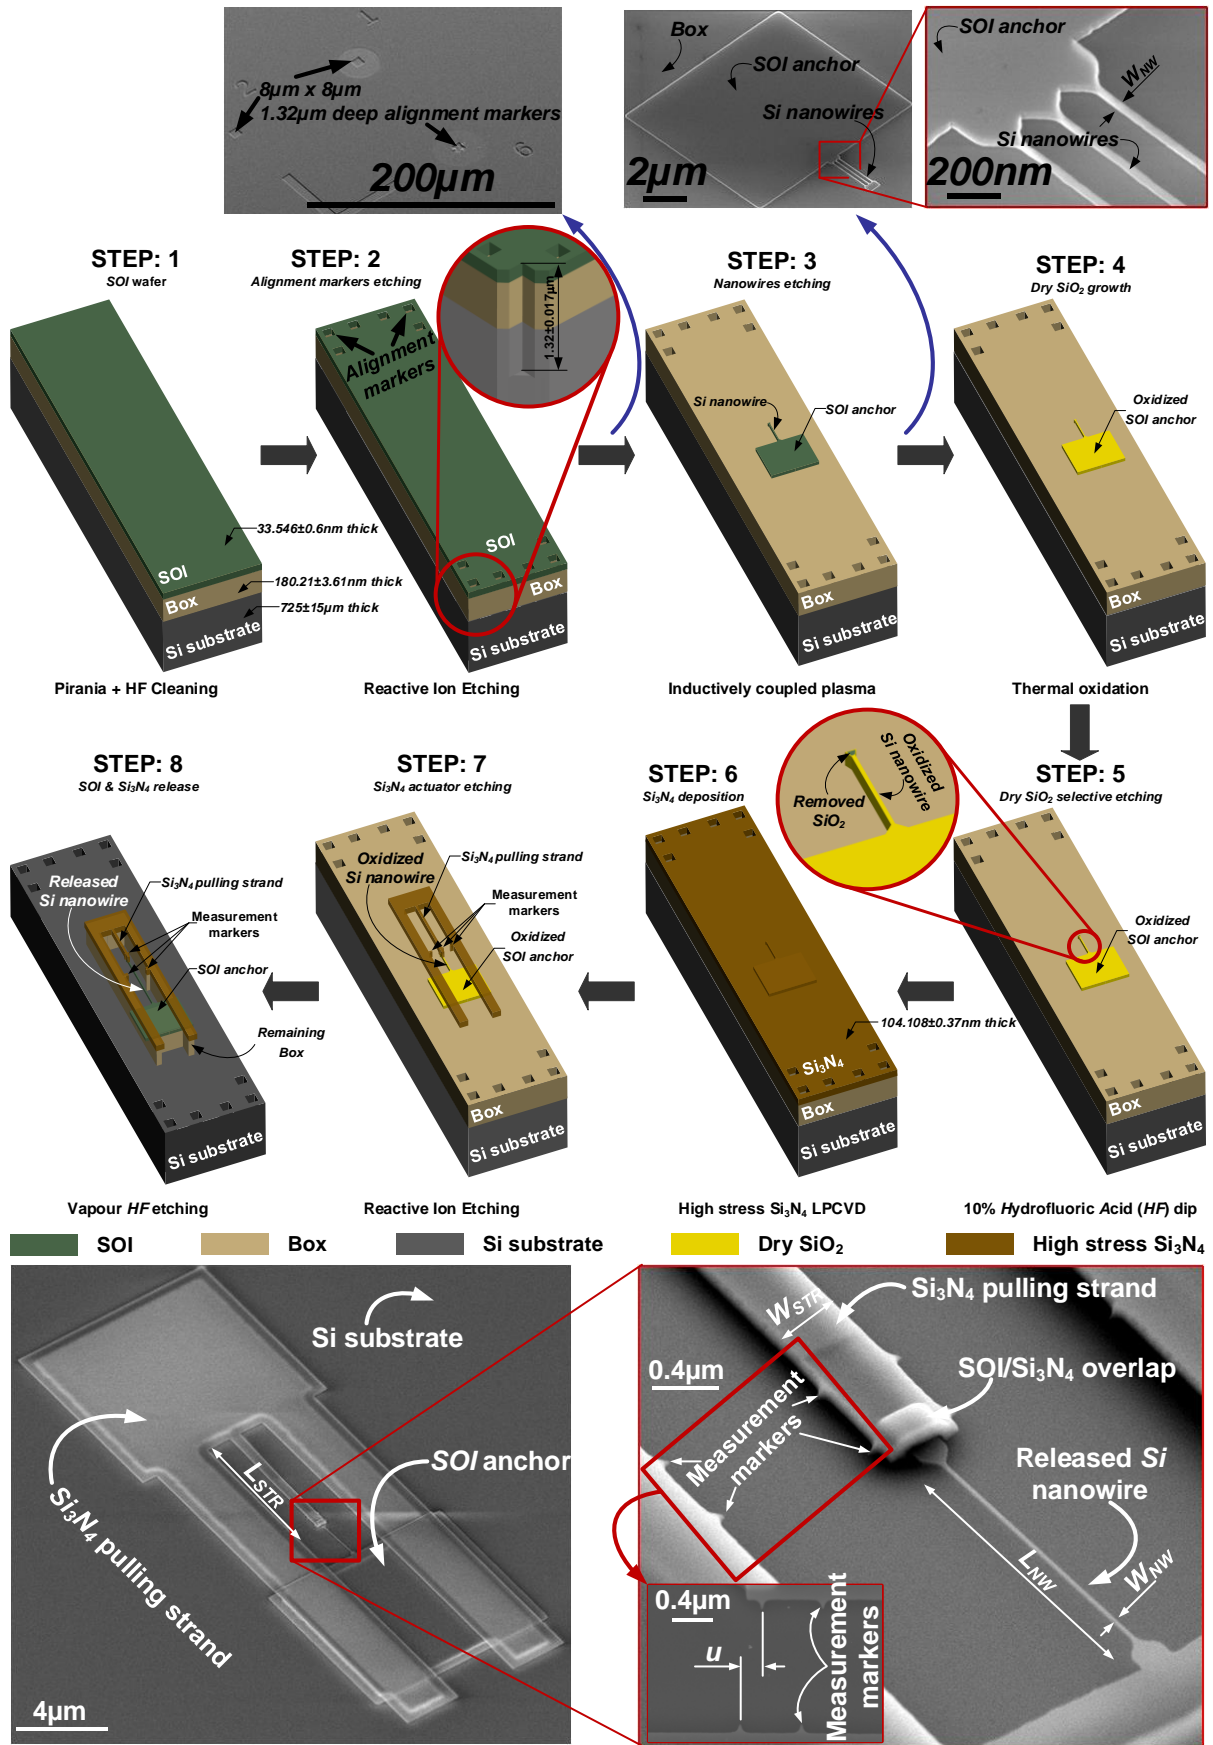 1
2
6
8µm x 8µm
1.32µm deep alignment markers
200µm
Box
SOI anchor
Si nanowires
2µm
SOI anchor
W_NW
Si nanowires
200nm
STEP: 1
SOI wafer
33.546±0.6nm thick
SOI
180.21±3.61nm thick
Box
725±15µm thick
Si substrate
Pirania + HF Cleaning
STEP: 2
Alignment markers etching
Alignment
markers
1.32±0.017µm
SOI
Box
Si substrate
Reactive Ion Etching
STEP: 3
Nanowires etching
Si nanowire
SOI anchor
Box
Si substrate
Inductively coupled plasma
STEP: 4
Dry SiO₂ growth
Oxidized
SOI anchor
Box
Si substrate
Thermal oxidation
STEP: 8
SOI & Si₃N₄ release
Released
Si nanowire
Si₃N₄ pulling strand
Measurement
markers
SOI anchor
Remaining
Box
Si substrate
Vapour HF etching
STEP: 7
Si₃N₄ actuator etching
Oxidized
Si nanowire
Si₃N₄ pulling strand
Measurement
markers
Oxidized
SOI anchor
Box
Si substrate
Reactive Ion Etching
STEP: 6
Si₃N₄ deposition
104.108±0.37nm thick
Si₃N₄
Box
Si substrate
High stress Si₃N₄ LPCVD
Removed
SiO₂
Oxidized
Si nanowire
STEP: 5
Dry SiO₂ selective etching
Oxidized
SOI anchor
Box
Si substrate
10% Hydrofluoric Acid (HF) dip
SOI
Box
Si substrate
Dry SiO₂
High stress Si₃N₄
Si substrate
L_STR
SOI anchor
Si₃N₄ pulling strand
4µm
W_STR
Si₃N₄ pulling strand
0.4µm
SOI/Si₃N₄ overlap
Measurement
markers
Released Si
nanowire
L_NW
W_NW
0.4µm
u
Measurement
markers